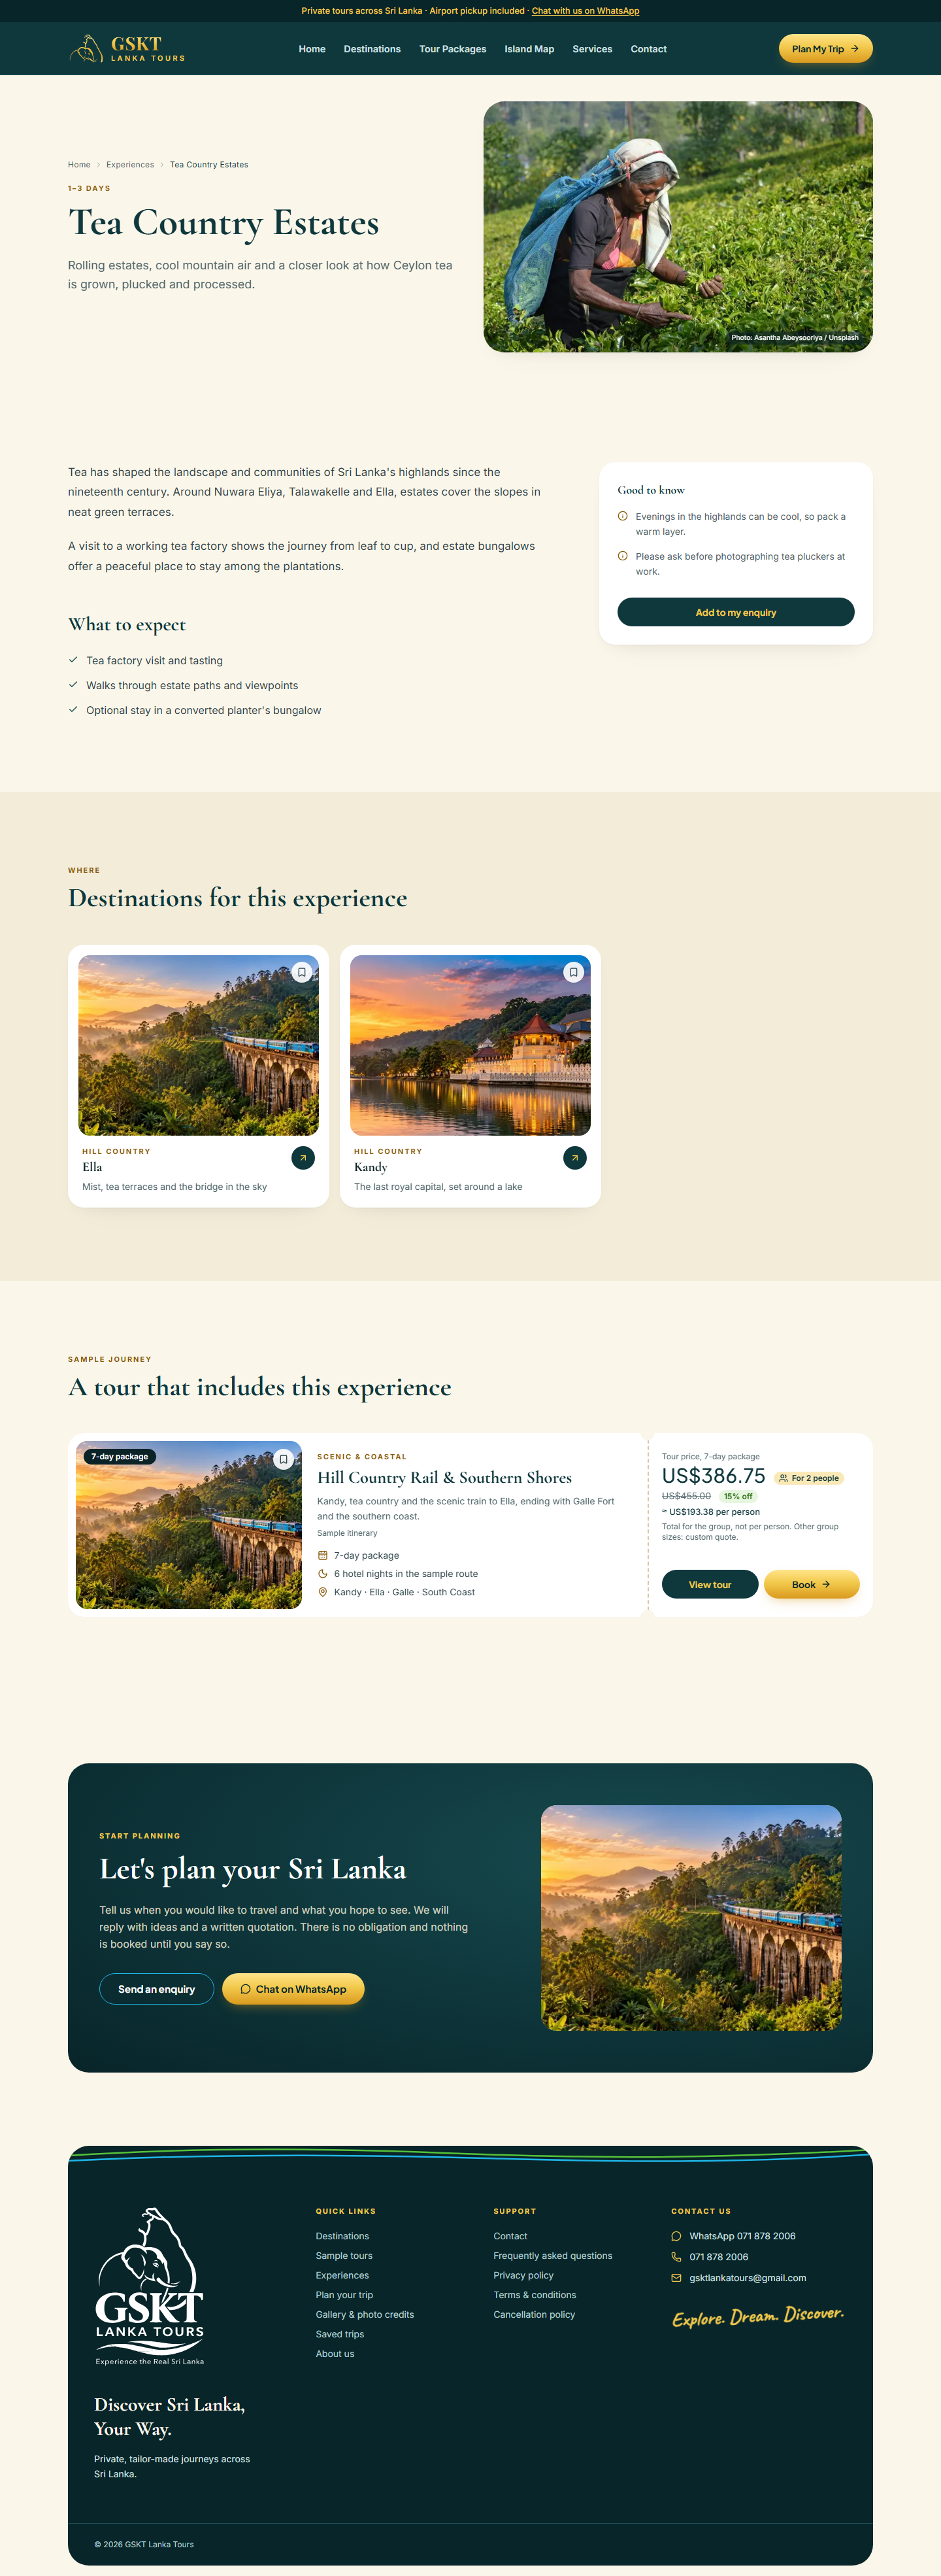 Private tours across Sri Lanka · Airport pickup included · Chat with us on WhatsApp
GSKT
LANKA TOURS
Home
Destinations
Tour Packages
Island Map
Services
Contact
Plan My Trip
Home
Experiences
Tea Country Estates
1–3 DAYS
Tea Country Estates
Rolling estates, cool mountain air and a closer look at how Ceylon tea
is grown, plucked and processed.
Photo: Asantha Abeysooriya / Unsplash
Tea has shaped the landscape and communities of Sri Lanka's highlands since the
nineteenth century. Around Nuwara Eliya, Talawakelle and Ella, estates cover the slopes in
neat green terraces.
A visit to a working tea factory shows the journey from leaf to cup, and estate bungalows
offer a peaceful place to stay among the plantations.
What to expect
Tea factory visit and tasting
Walks through estate paths and viewpoints
Optional stay in a converted planter's bungalow
Good to know
Evenings in the highlands can be cool, so pack a
warm layer.
Please ask before photographing tea pluckers at
work.
Add to my enquiry
WHERE
Destinations for this experience
HILL COUNTRY
Ella
Mist, tea terraces and the bridge in the sky
HILL COUNTRY
Kandy
The last royal capital, set around a lake
SAMPLE JOURNEY
A tour that includes this experience
7-day package
SCENIC & COASTAL
Hill Country Rail & Southern Shores
Kandy, tea country and the scenic train to Ella, ending with Galle Fort
and the southern coast.
Sample itinerary
7-day package
6 hotel nights in the sample route
Kandy · Ella · Galle · South Coast
Tour price, 7-day package
US$386.75
For 2 people
US$455.00
15% off
≈ US$193.38 per person
Total for the group, not per person. Other group
sizes: custom quote.
View tour
Book
START PLANNING
Let's plan your Sri Lanka
Tell us when you would like to travel and what you hope to see. We will
reply with ideas and a written quotation. There is no obligation and nothing
is booked until you say so.
Send an enquiry
Chat on WhatsApp
GSKT
LANKA TOURS
Experience the Real Sri Lanka
Discover Sri Lanka,
Your Way.
Private, tailor-made journeys across
Sri Lanka.
QUICK LINKS
Destinations
Sample tours
Experiences
Plan your trip
Gallery & photo credits
Saved trips
About us
SUPPORT
Contact
Frequently asked questions
Privacy policy
Terms & conditions
Cancellation policy
CONTACT US
WhatsApp 071 878 2006
071 878 2006
gsktlankatours@gmail.com
Explore. Dream. Discover.
© 2026 GSKT Lanka Tours